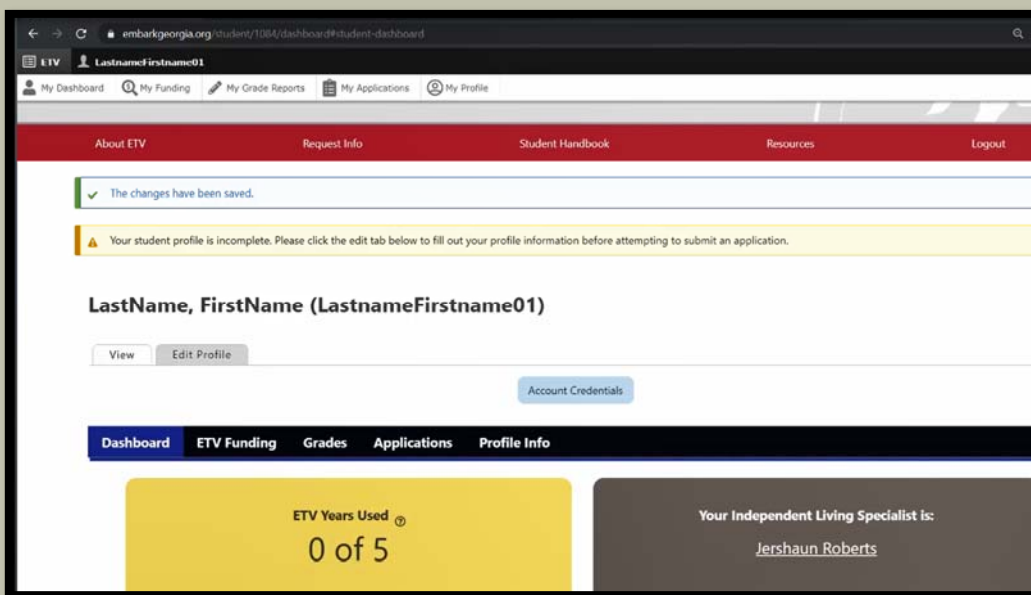 embarkgeorgia.org/student/1084/dashboard#student-dashboard
ETV LastnameFirstname01
My Dashboard My Funding My Grade Reports My Applications My Profile
About ETV Request Info Student Handbook Resources Logout
The changes have been saved.
Your student profile is incomplete. Please click the edit tab below to fill out your profile information before attempting to submit an application.
LastName, FirstName (LastnameFirstname01)
View Edit Profile
Account Credentials
Dashboard ETV Funding Grades Applications Profile Info
ETV Years Used Your Independent Living Specialist is:
0 of 5 Jershaun Roberts